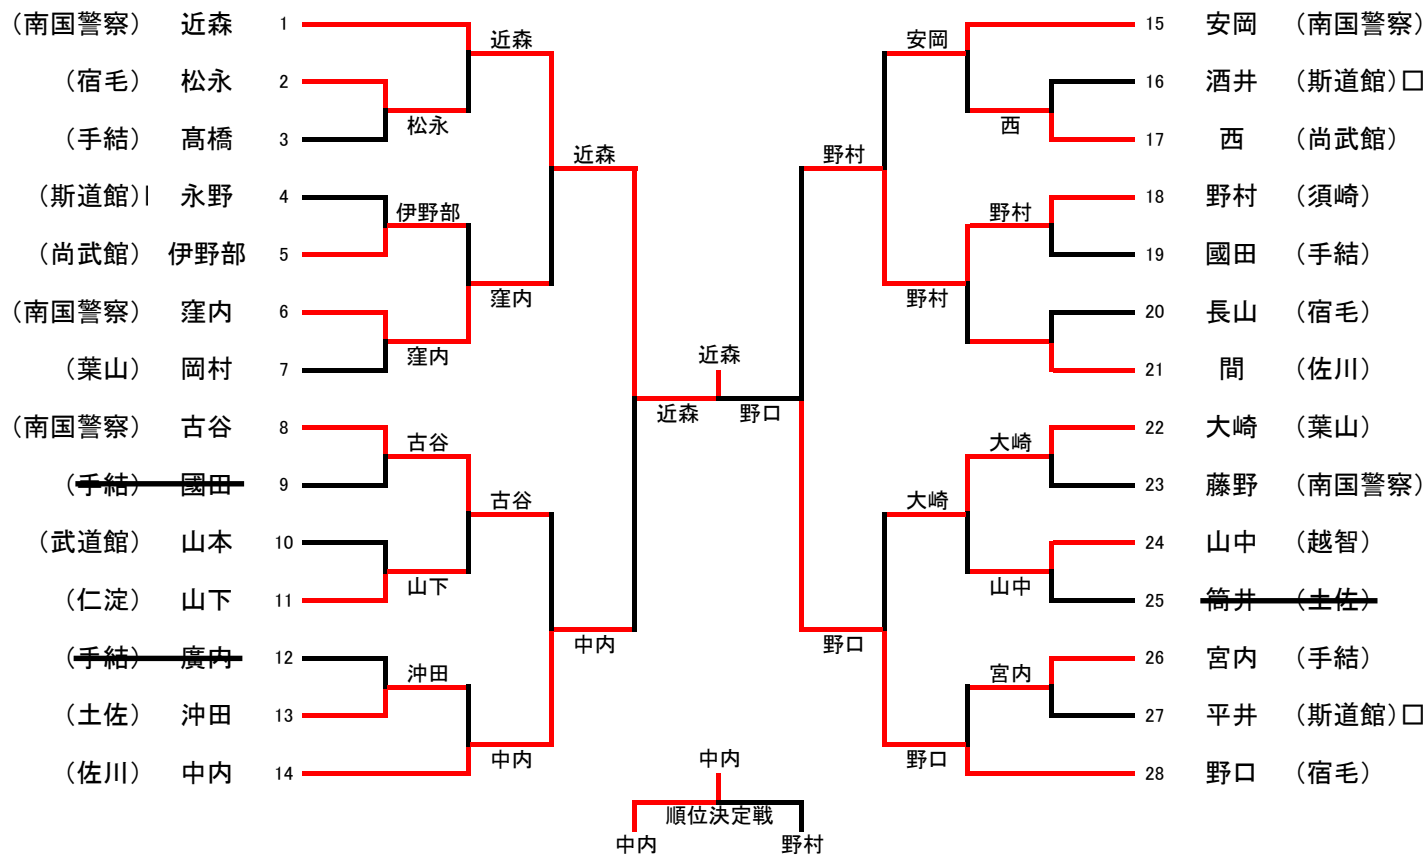 (南国警察) 近森 1
(宿毛) 松永 2
(手結) 髙橋 3
(斯道館) 永野 4
(尚武館) 伊野部 5
(南国警察) 窪内 6
(葉山) 岡村 7
(南国警察) 古谷 8
(手結) 國田 9
(武道館) 山本 10
(仁淀) 山下 11
(手結) 廣内 12
(土佐) 沖田 13
(佐川) 中内 14
近森
松永
伊野部
窪内
古谷
山下
沖田
近森
窪内
古谷
中内
近森
中内
近森
近森 野口
野村
野口
安岡
野村
大崎
野口
西
野村
大崎
山中
宮内
15 安岡 (南国警察)
16 酒井 (斯道館)□
17 西 (尚武館)
18 野村 (須崎)
19 國田 (手結)
20 長山 (宿毛)
21 間 (佐川)
22 大崎 (葉山)
23 藤野 (南国警察)
24 山中 (越智)
25 筒井 (土佐)
26 宮内 (手結)
27 平井 (斯道館)□
28 野口 (宿毛)
中内
順位決定戦
中内 野村